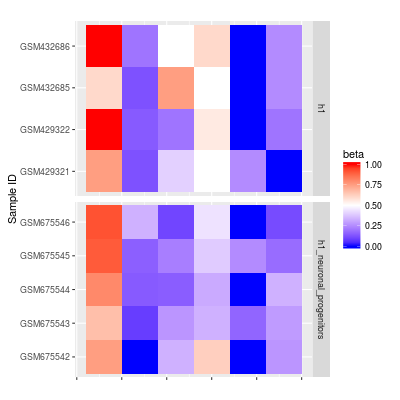 Sample ID
GSM432686
GSM432685
GSM429322
GSM429321
h1
GSM675546
GSM675545
GSM675544
GSM675543
GSM675542
h1_neuronal_progenitors
beta
1.00
0.75
0.50
0.25
0.00